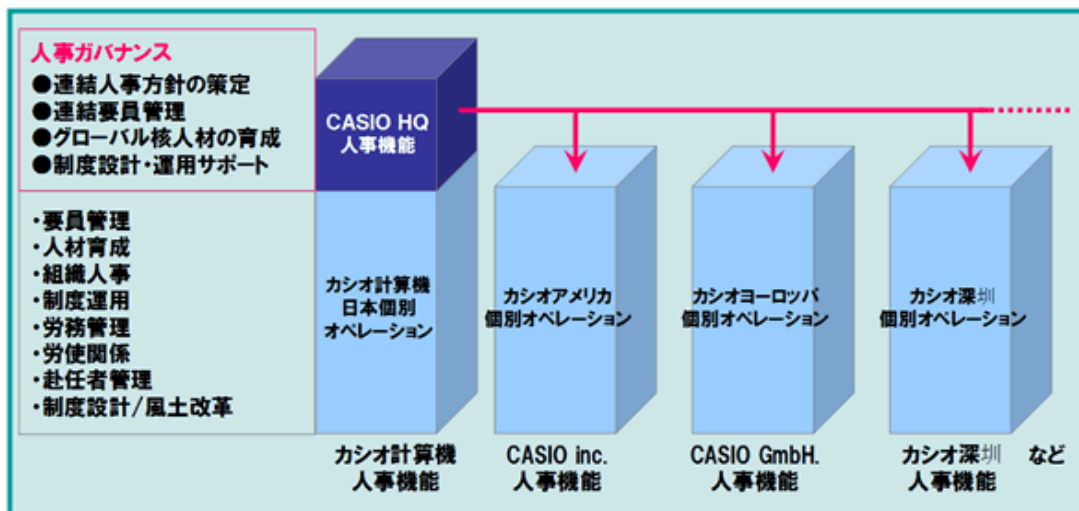 人事ガバナンス
●連結人事方針の策定
●連結要員管理
●グローバル核人材の育成
●制度設計・運用サポート
・要員管理
・人材育成
・組織人事
・制度運用
・労務管理
・労使関係
・赴任者管理
・制度設計/風土改革
CASIO HQ
人事機能
カシオ計算機
日本個別
オペレーション
カシオアメリカ
個別オペレーション
カシオヨーロッパ
個別オペレーション
カシオ深圳
個別オペレーション
カシオ計算機
人事機能
CASIO inc.
人事機能
CASIO GmbH.
人事機能
カシオ深圳
人事機能
など